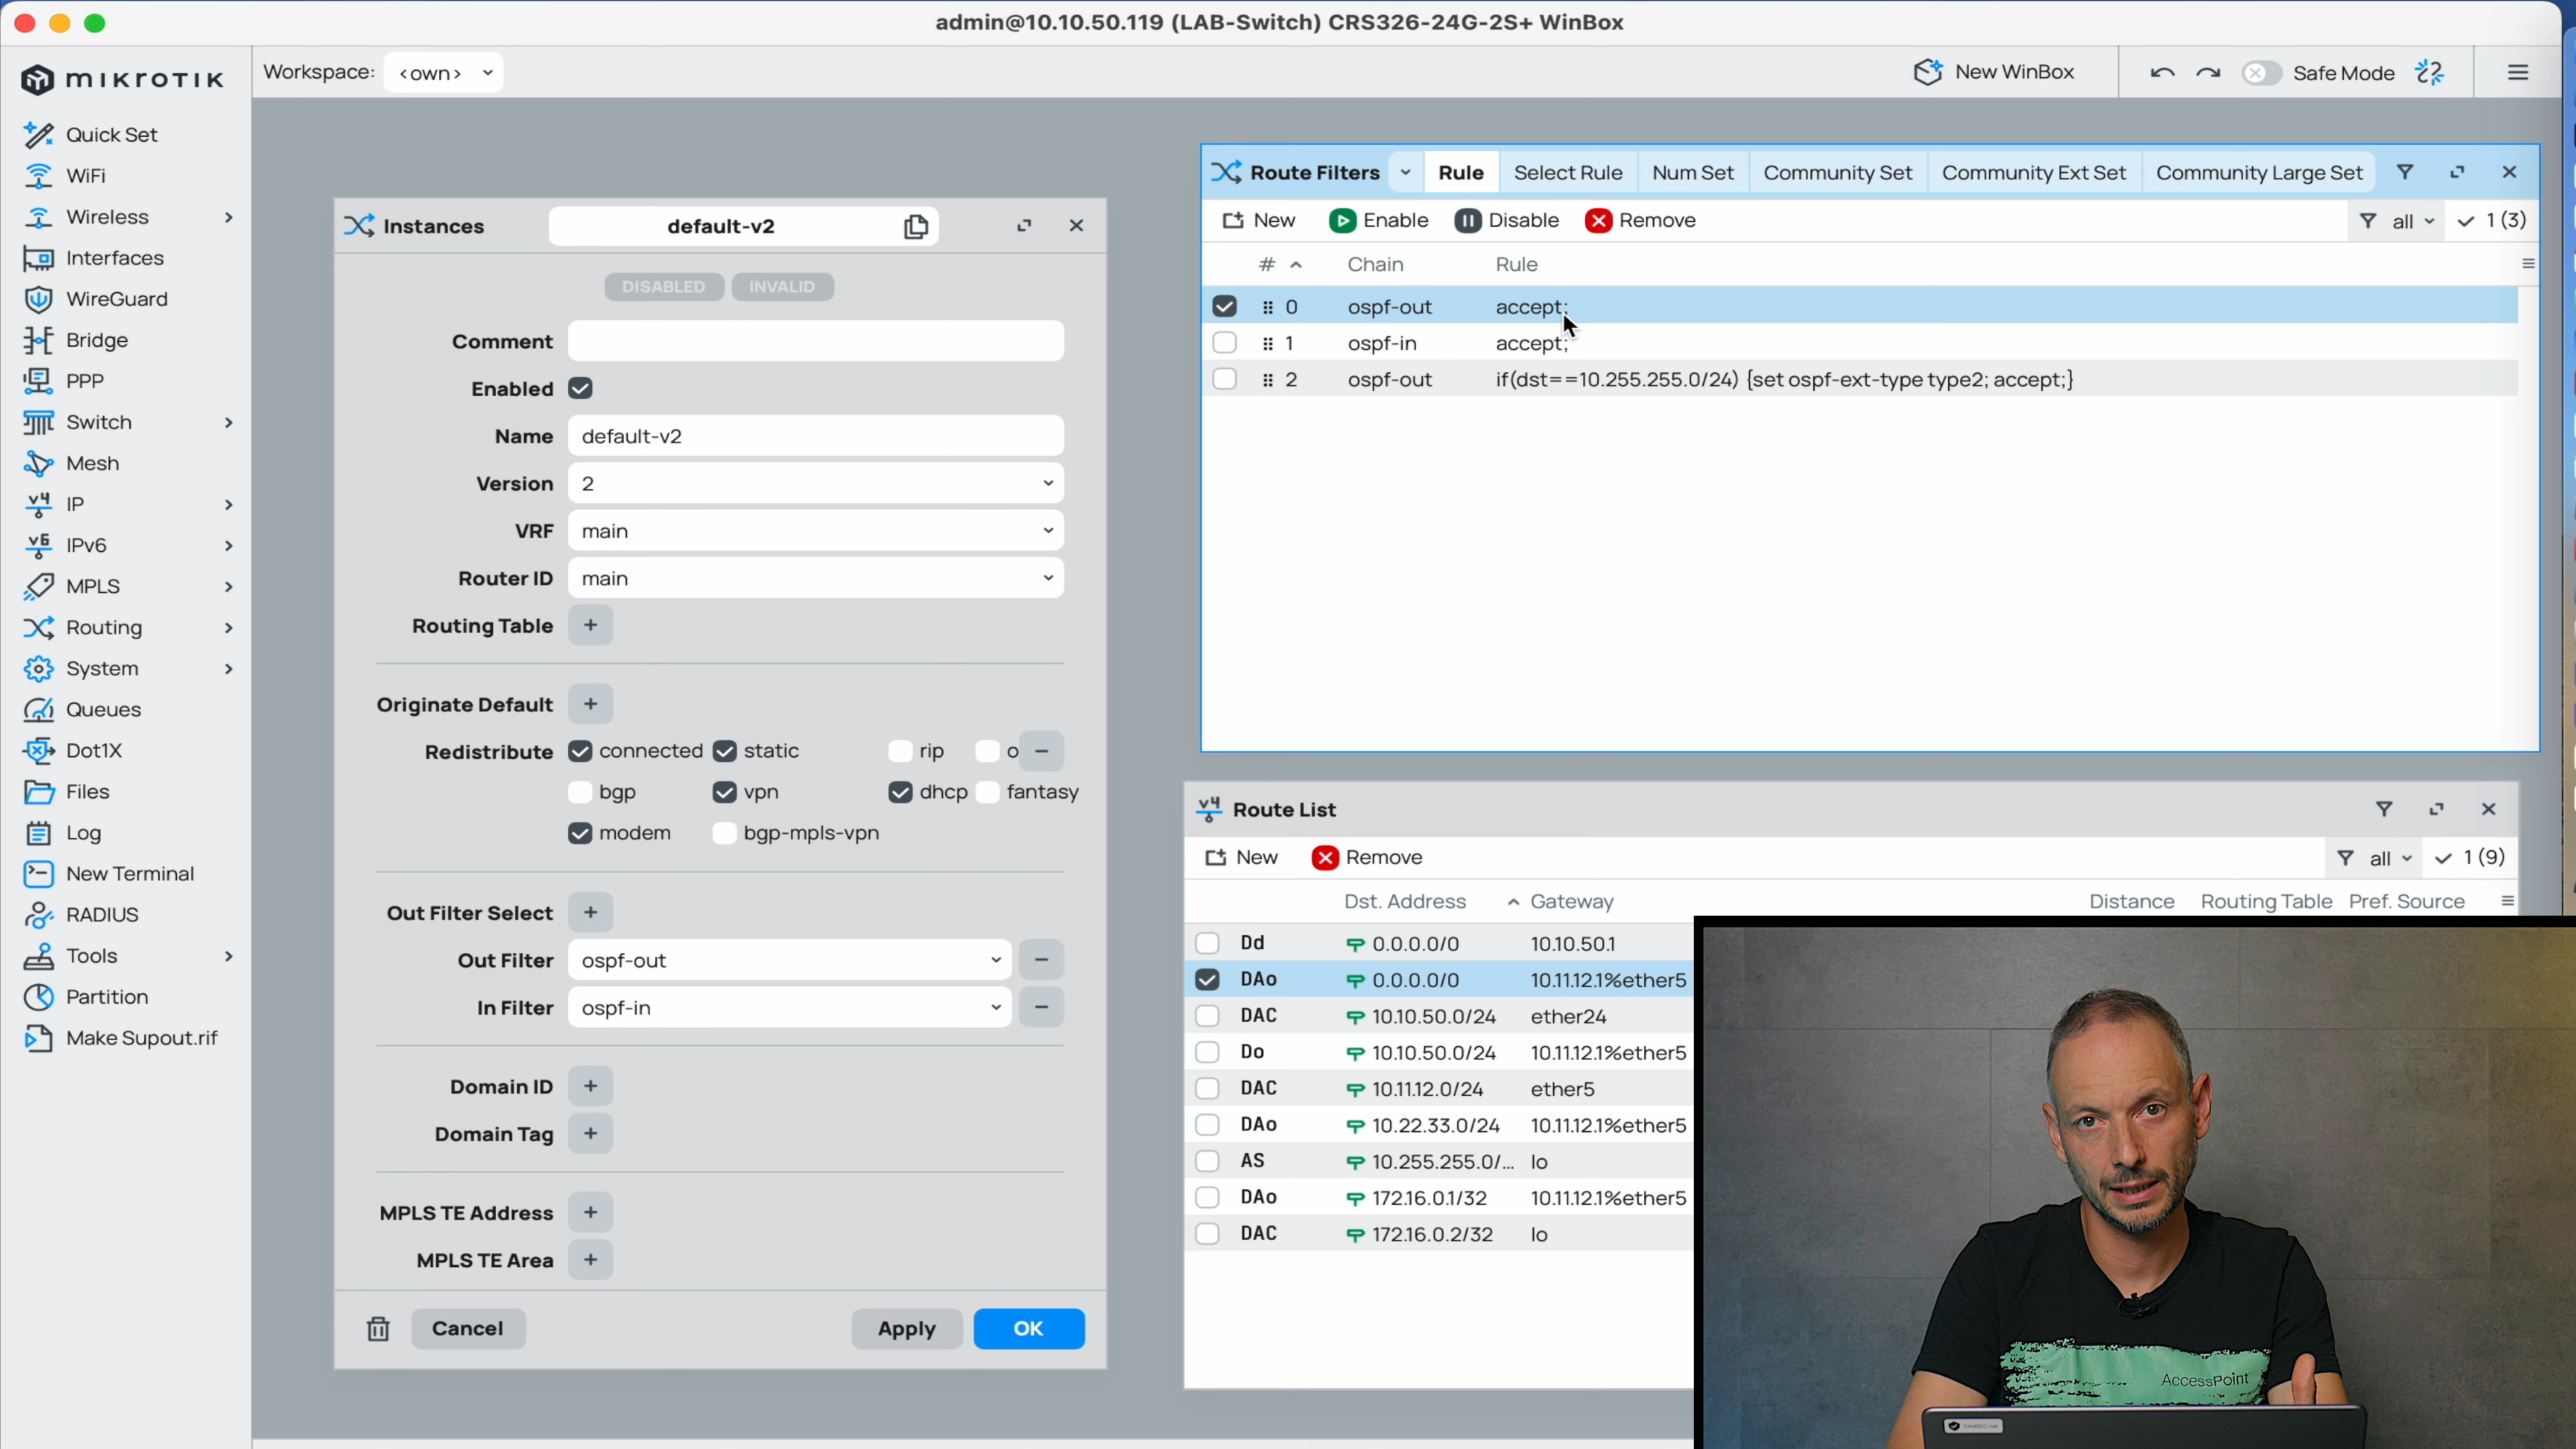 admin@10.10.50.119 (LAB-Switch) CRS326-24G-2S+ WinBox
mikrotik
Workspace: <own>
New WinBox
Safe Mode
Quick Set
WiFi
Wireless
Interfaces
WireGuard
Bridge
PPP
Switch
Mesh
IP
IPv6
MPLS
Routing
System
Queues
Dot1X
Files
Log
New Terminal
RADIUS
Tools
Partition
Make Supout.rif
Instances default-v2
DISABLED INVALID
Comment
Enabled
Name default-v2
Version 2
VRF main
Router ID main
Routing Table +
Originate Default +
Redistribute connected static rip o −
bgp vpn dhcp fantasy
modem bgp-mpls-vpn
Out Filter Select +
Out Filter ospf-out −
In Filter ospf-in −
Domain ID +
Domain Tag +
MPLS TE Address +
MPLS TE Area +
Cancel Apply OK
Route Filters Rule Select Rule Num Set Community Set Community Ext Set Community Large Set
New Enable Disable Remove all 1 (3)
# Chain Rule
0 ospf-out accept;
1 ospf-in accept;
2 ospf-out if(dst==10.255.255.0/24) {set ospf-ext-type type2; accept;}
v4 Route List
New Remove all 1 (9)
Dst. Address Gateway Distance Routing Table Pref. Source
Dd 0.0.0.0/0 10.10.50.1
DAo 0.0.0.0/0 10.11.12.1%ether5
DAC 10.10.50.0/24 ether24
Do 10.10.50.0/24 10.11.12.1%ether5
DAC 10.11.12.0/24 ether5
DAo 10.22.33.0/24 10.11.12.1%ether5
AS 10.255.255.0/... lo
DAo 172.16.0.1/32 10.11.12.1%ether5
DAC 172.16.0.2/32 lo
AccessPoint